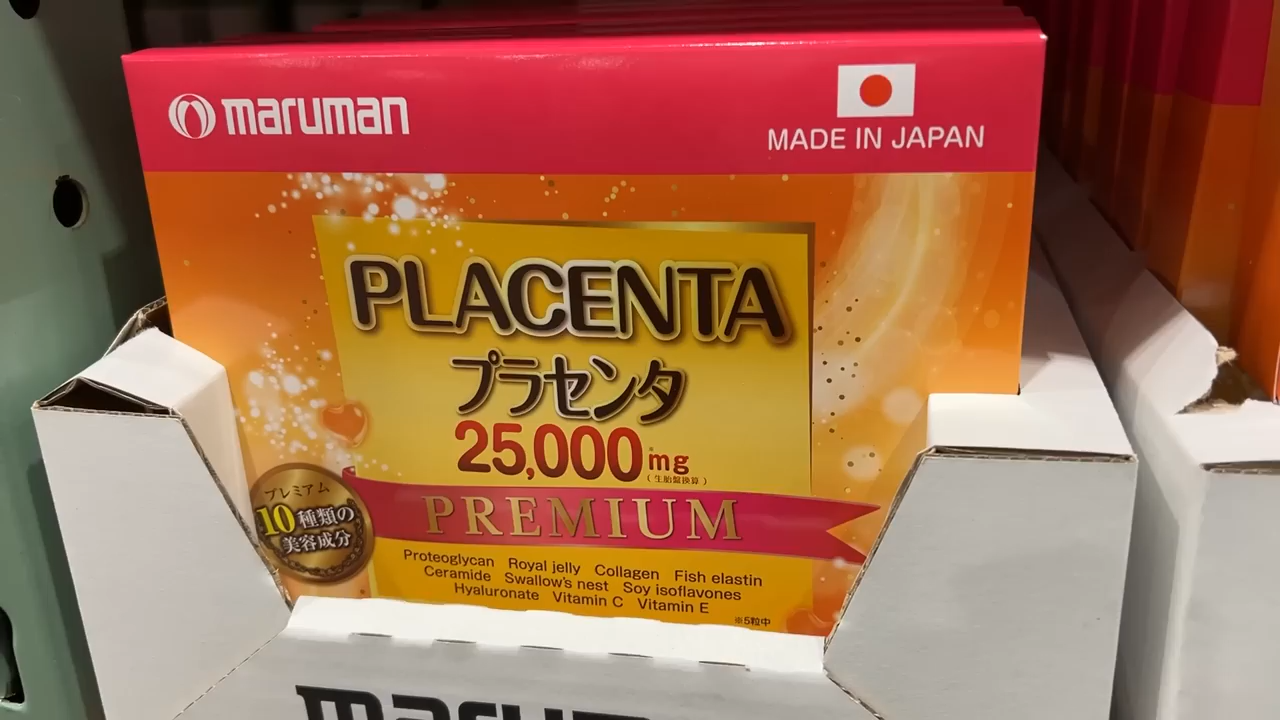 maruman
MADE IN JAPAN
PLACENTA
プラセンタ
25,000mg
(生胎盤換算)
PREMIUM
プレミアム
10種類の
美容成分
Proteoglycan Royal jelly Collagen Fish elastin
Ceramide Swallow's nest Soy isoflavones
Hyaluronate Vitamin C Vitamin E
※5粒中
maruman